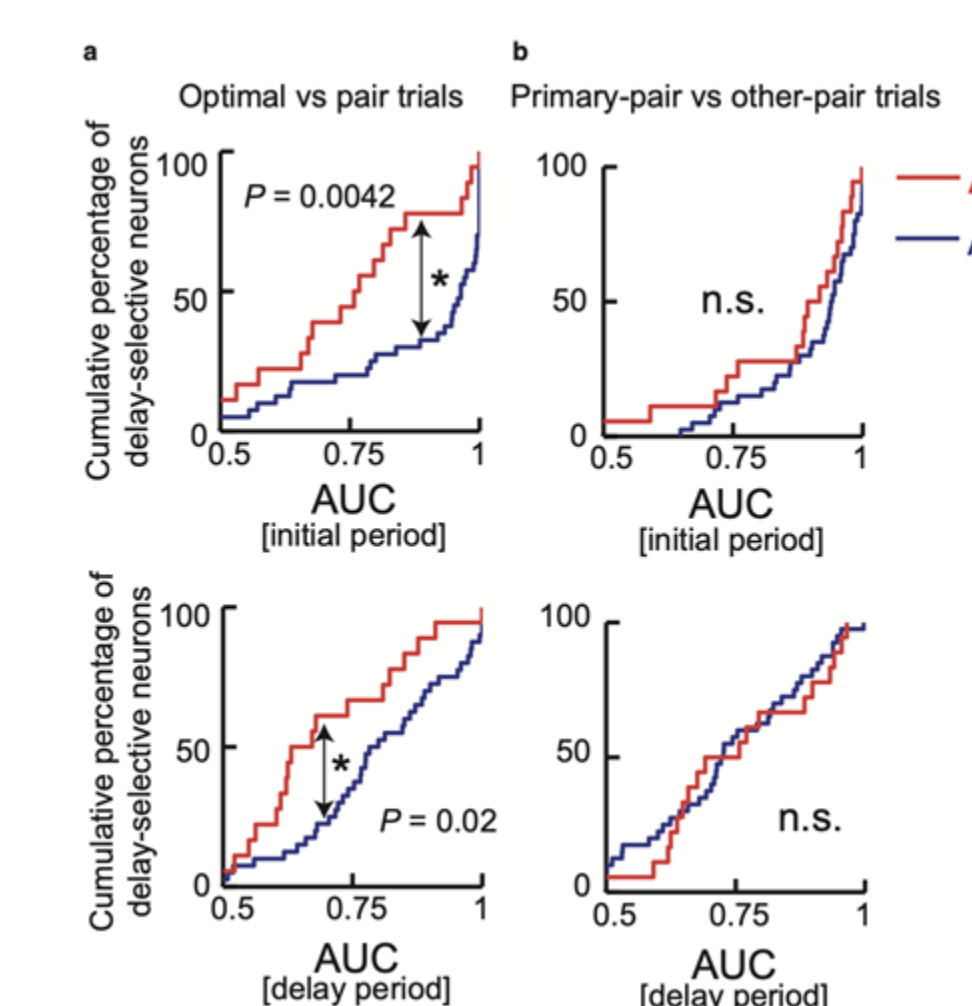 a
Optimal vs pair trials
Cumulative percentage of
delay-selective neurons
100
50
0
P = 0.0042
*
0.5 0.75 1
AUC
[initial period]
b
Primary-pair vs other-pair trials
100
50
0
n.s.
0.5 0.75 1
AUC
[initial period]
Cumulative percentage of
delay-selective neurons
100
50
0
*
P = 0.02
0.5 0.75 1
AUC
[delay period]
100
50
0
n.s.
0.5 0.75 1
AUC
[delay period]